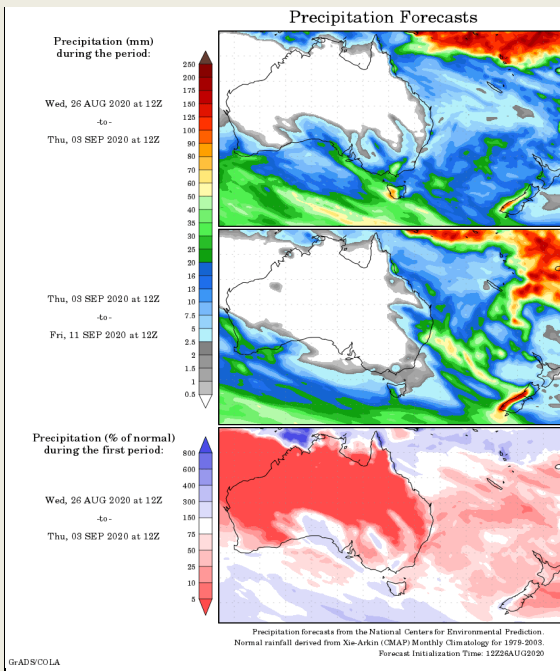 Precipitation Forecasts
Precipitation (mm)
during the period:
Wed, 26 AUG 2020 at 12Z
-to-
Thu, 03 SEP 2020 at 12Z
250
200
175
150
125
100
90
80
70
60
50
40
35
30
25
20
16
13
10
7.5
5
2.5
2
1.5
1
0.5
Thu, 03 SEP 2020 at 12Z
-to-
Fri, 11 SEP 2020 at 12Z
Precipitation (% of normal)
during the first period:
800
600
400
300
150
75
50
25
10
5
Wed, 26 AUG 2020 at 12Z
-to-
Thu, 03 SEP 2020 at 12Z
Precipitation forecasts from the National Centers for Environmental Prediction.
Normal rainfall derived from Xie-Arkin (CMAP) Monthly Climatology for 1979-2003.
Forecast Initialization Time: 12Z26AUG2020
GrADS/COLA